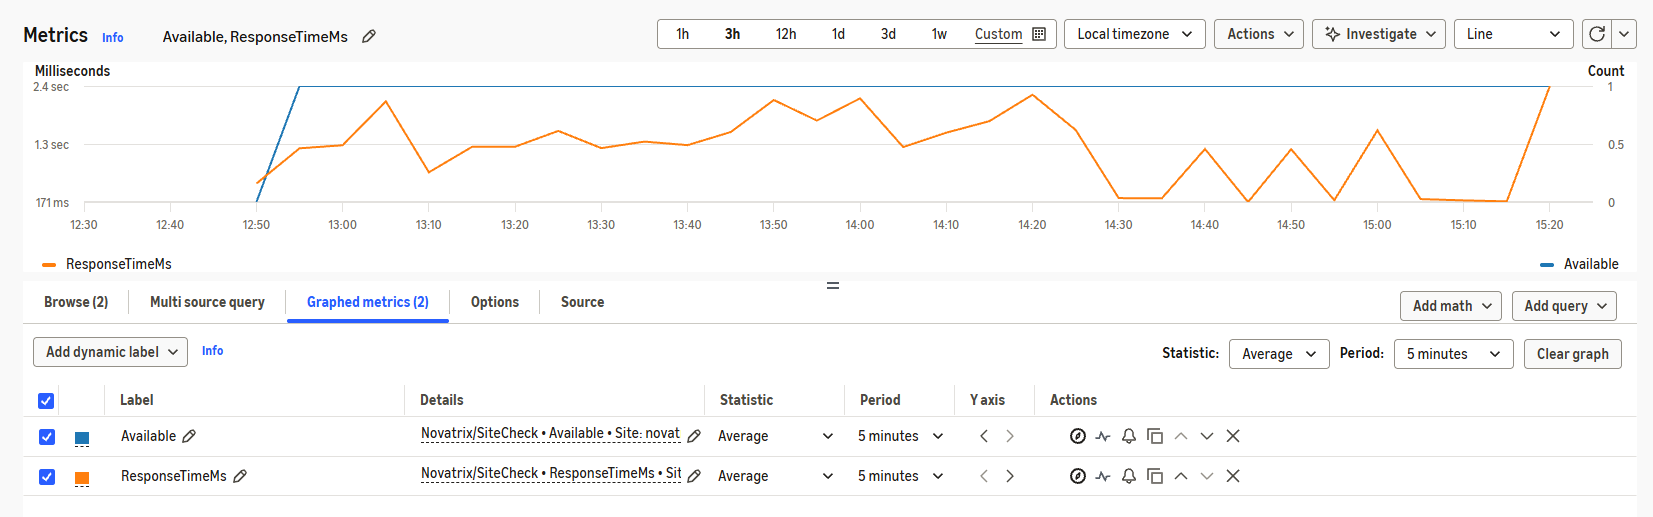 Metrics Info Available, ResponseTimeMs 1h 3h 12h 1d 3d 1w Custom Local timezone Actions Investigate Line
Milliseconds Count
2.4 sec 1
1.3 sec 0.5
171 ms 0
12:30 12:40 12:50 13:00 13:10 13:20 13:30 13:40 13:50 14:00 14:10 14:20 14:30 14:40 14:50 15:00 15:10 15:20
ResponseTimeMs Available
Browse (2) Multi source query Graphed metrics (2) Options Source Add math Add query
Add dynamic label Info Statistic: Average Period: 5 minutes Clear graph
Label Details Statistic Period Y axis Actions
Available Novatrix/SiteCheck • Available • Site: novat Average 5 minutes
ResponseTimeMs Novatrix/SiteCheck • ResponseTimeMs • Sit Average 5 minutes